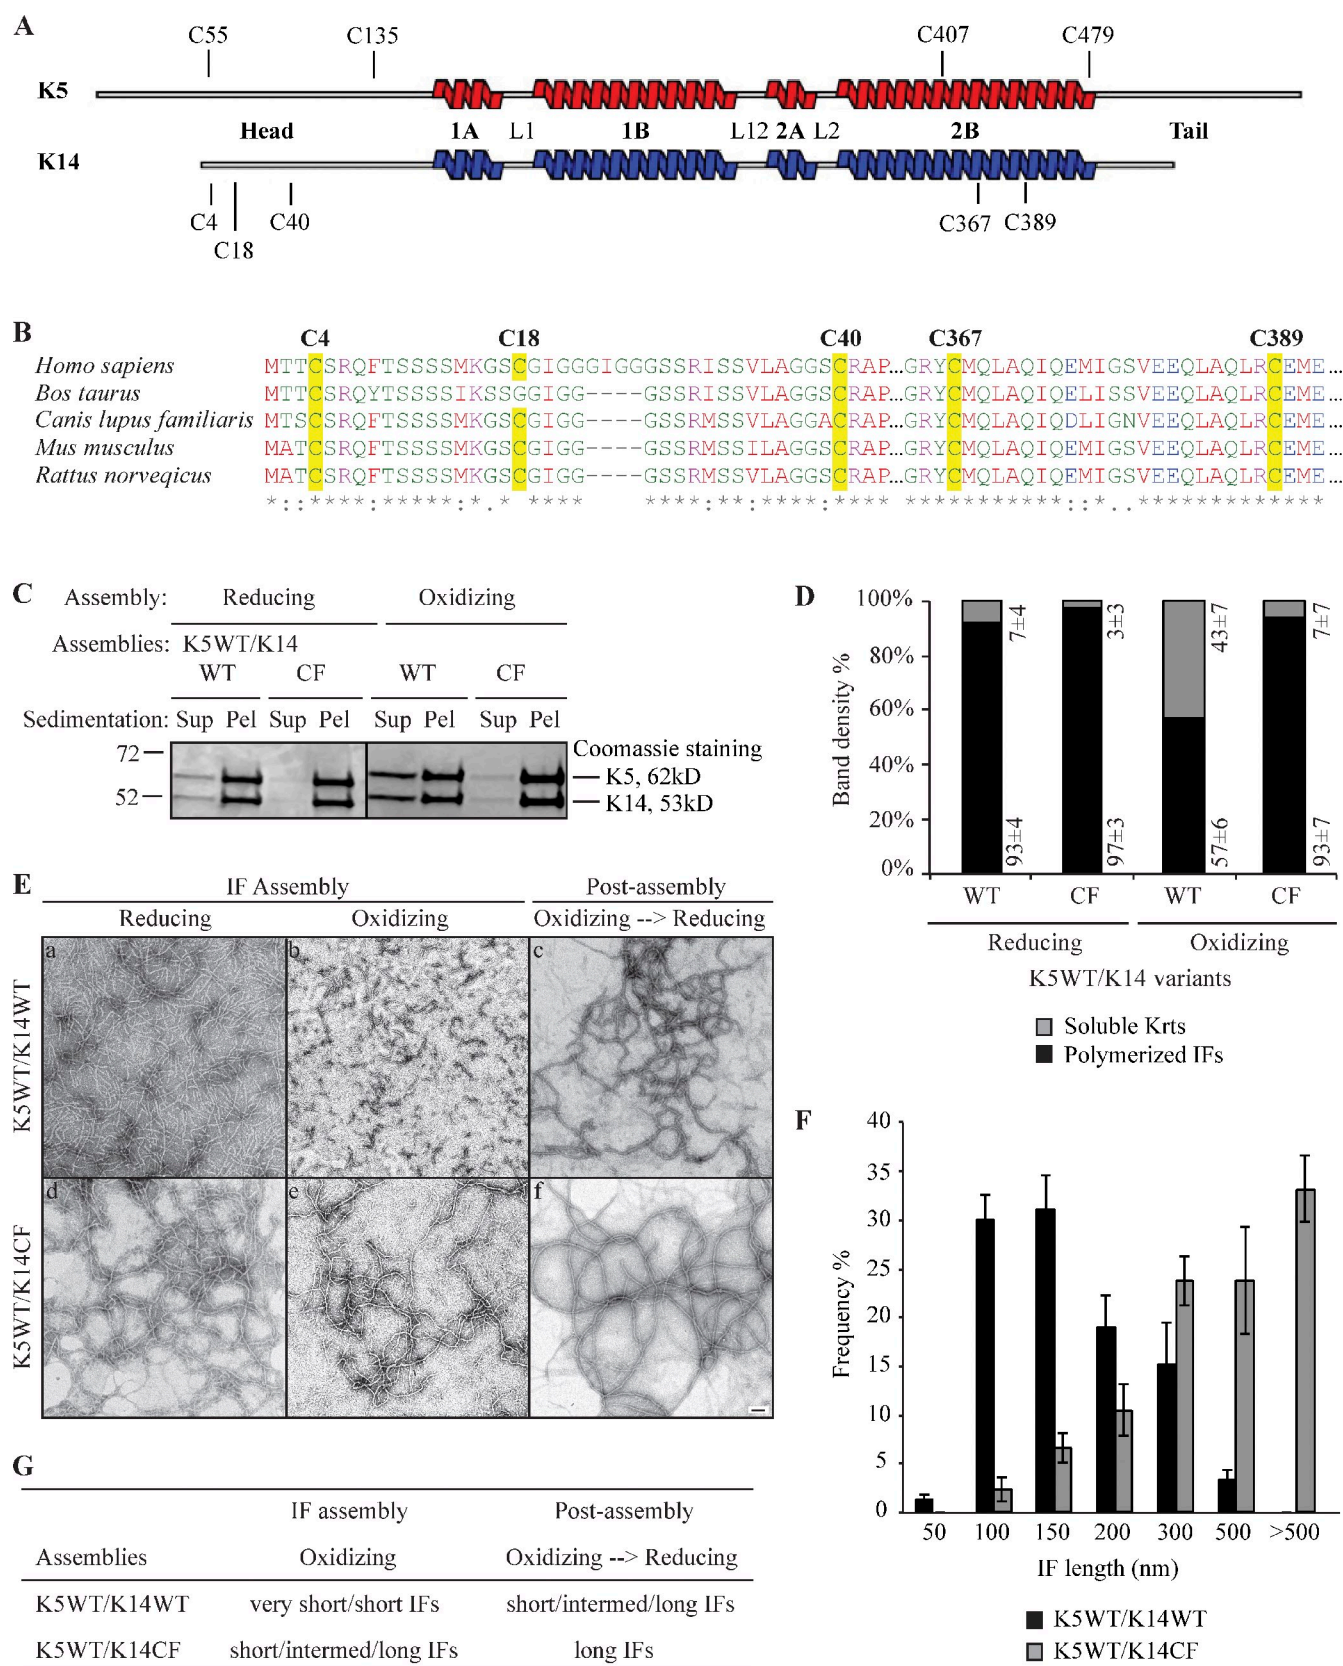 A
C55 C135 C407 C479
K5
Head 1A L1 1B L12 2A L2 2B Tail
K14
C4 C18 C40 C367 C389
B
C4 C18 C40 C367 C389
Homo sapiens MTTCSRQFTSSSSMKGSCGIGGGIGGGSSRISSVLAGGSCRAP...GRYCMQLAQIQEMIGSVEEQLAQLRCEME...
Bos taurus MTTCSRQYTSSSSIKSSGGIGG----GSSRISSVLAGGSCRAP...GRYCMQLAQIQELIGSVEEQLAQLRCEME...
Canis lupus familiaris MTSCSRQFTSSSSMKGSCGIGG----GSSRMSSVLAGGACRAP...GRYCMQLAQIQDLIGNVEEQLAQLRCEME...
Mus musculus MATCSRQFTSSSSMKGSCGIGG----GSSRMSSILAGGSCRAP...GRYCMQLAQIQEMIGSVEEQLAQLRCEME...
Rattus norveqicus MATCSRQFTSSSSMKGSCGIGG----GSSRMSSVLAGGSCRAP...GRYCMQLAQIQEMIGSVEEQLAQLRCEME...
C
Assembly: Reducing Oxidizing
Assemblies: K5WT/K14
WT CF WT CF
Sedimentation: Sup Pel Sup Pel Sup Pel Sup Pel
72
52
Coomassie staining
K5, 62kD
K14, 53kD
D
Band density %
100%
80%
60%
40%
20%
0%
7±4 3±3 43±7 7±7
93±4 97±3 57±6 93±7
WT CF WT CF
Reducing Oxidizing
K5WT/K14 variants
Soluble Krts
Polymerized IFs
E
IF Assembly Post-assembly
Reducing Oxidizing Oxidizing --> Reducing
K5WT/K14WT
a b c
K5WT/K14CF
d e f
F
Frequency %
40
35
30
25
20
15
10
5
0
50 100 150 200 300 500 >500
IF length (nm)
K5WT/K14WT
K5WT/K14CF
G
IF assembly Post-assembly
Assemblies Oxidizing Oxidizing --> Reducing
K5WT/K14WT very short/short IFs short/intermed/long IFs
K5WT/K14CF short/intermed/long IFs long IFs